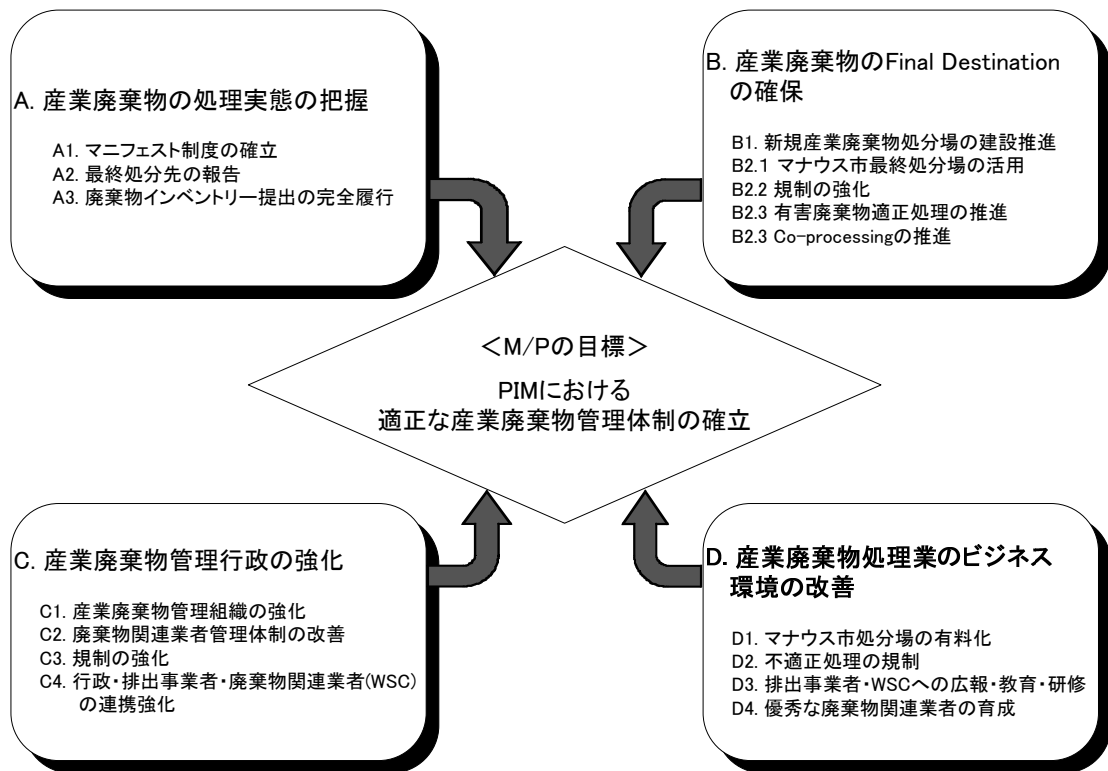 A. 産業廃棄物の処理実態の把握
A1. マニフェスト制度の確立
A2. 最終処分先の報告
A3. 廃棄物インベントリー提出の完全履行
B. 産業廃棄物のFinal Destination
の確保
B1. 新規産業廃棄物処分場の建設推進
B2.1 マナウス市最終処分場の活用
B2.2 規制の強化
B2.3 有害廃棄物適正処理の推進
B2.3 Co-processingの推進
＜M/Pの目標＞
PIMにおける
適正な産業廃棄物管理体制の確立
C. 産業廃棄物管理行政の強化
C1. 産業廃棄物管理組織の強化
C2. 廃棄物関連業者管理体制の改善
C3. 規制の強化
C4. 行政・排出事業者・廃棄物関連業者(WSC)
の連携強化
D. 産業廃棄物処理業のビジネス
環境の改善
D1. マナウス市処分場の有料化
D2. 不適正処理の規制
D3. 排出事業者・WSCへの広報・教育・研修
D4. 優秀な廃棄物関連業者の育成